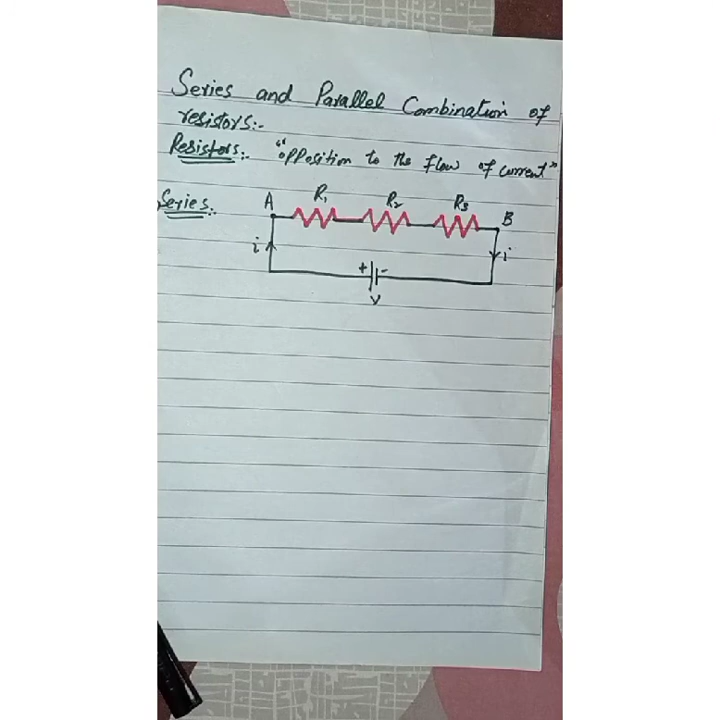 Series and Parallel Combination of
resistors:-
Resistors:- "opposition to the flow of current"
Series:-
A R1 R2 R3 B
i i
+ -
V